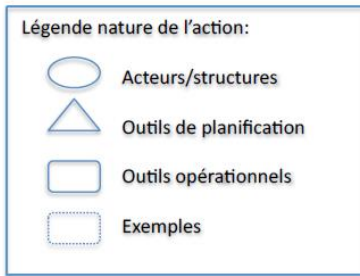 Légende nature de l'action:
Acteurs/structures
Outils de planification
Outils opérationnels
Exemples